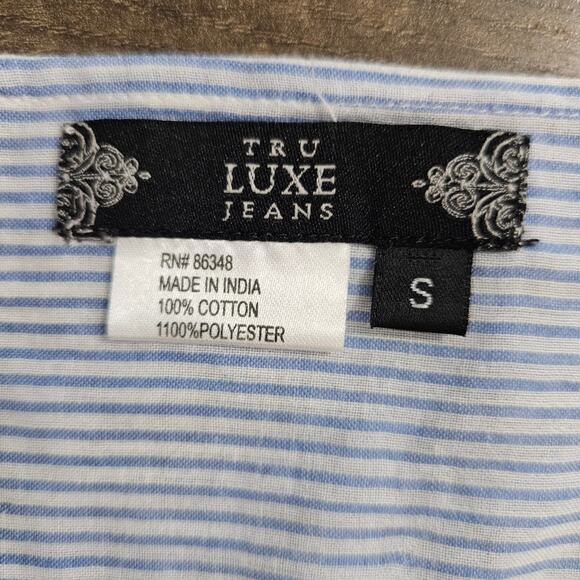 TRU
LUXE
JEANS
RN# 86348
MADE IN INDIA
100% COTTON
1100%POLYESTER
S